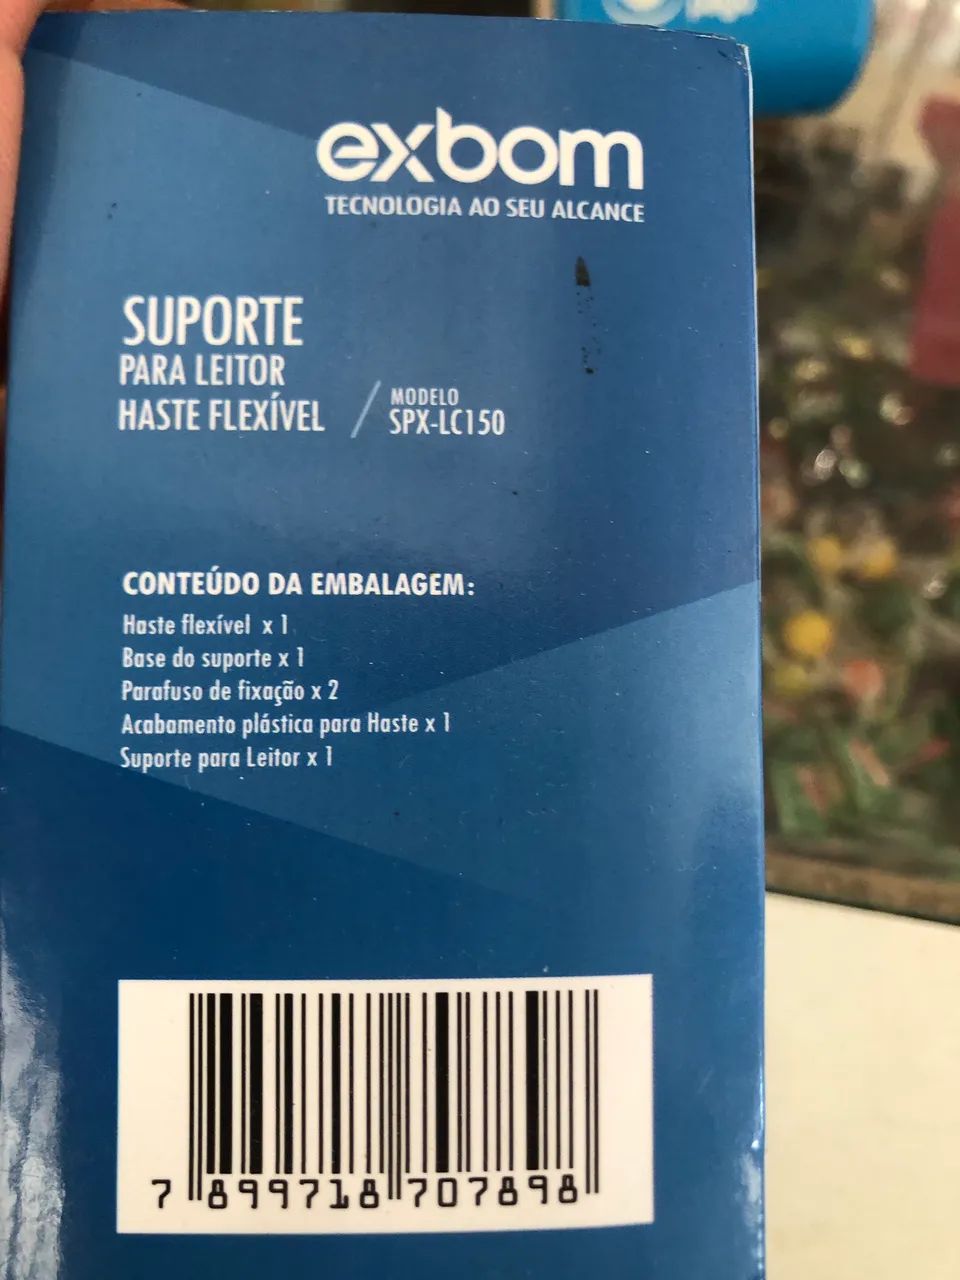 exbom
TECNOLOGIA AO SEU ALCANCE
SUPORTE
PARA LEITOR
HASTE FLEXÍVEL / MODELO
SPX-LC150
CONTEÚDO DA EMBALAGEM:
Haste flexível x 1
Base do suporte x 1
Parafuso de fixação x 2
Acabamento plástica para Haste x 1
Suporte para Leitor x 1
7 899718 707898